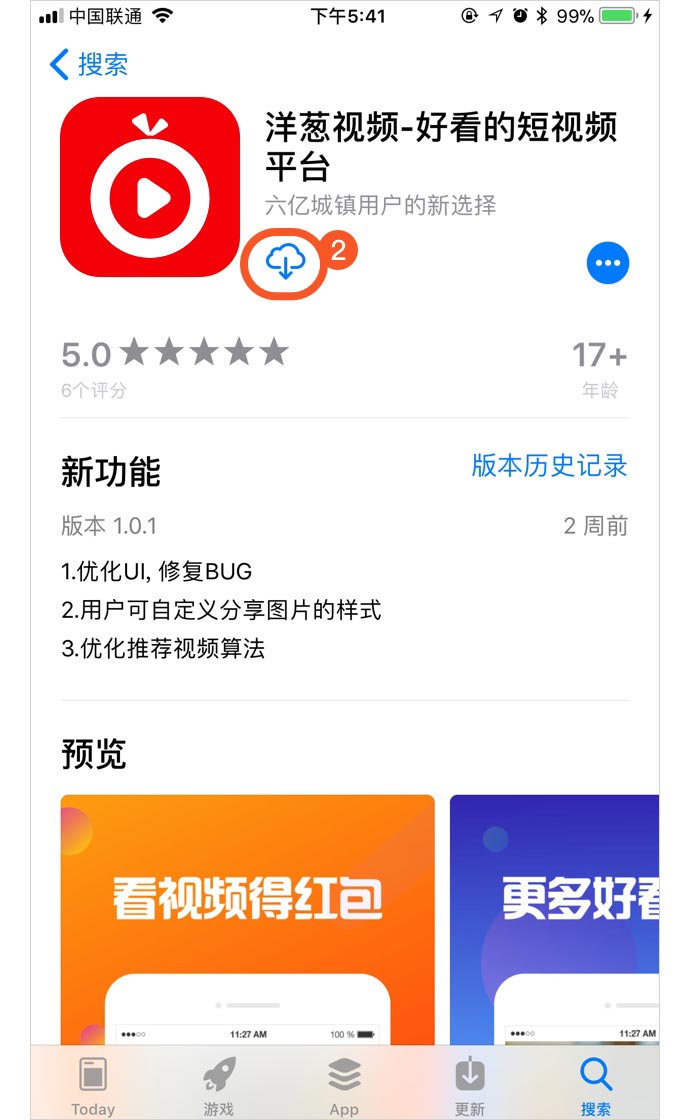 中国联通 下午5:41 99%
搜索
洋葱视频-好看的短视频
平台
六亿城镇用户的新选择
2
5.0 17+
6个评分 年龄
新功能 版本历史记录
版本 1.0.1 2 周前
1.优化UI, 修复BUG
2.用户可自定义分享图片的样式
3.优化推荐视频算法
预览
看视频得红包 更多好看
11:27 AM 100 % 11:27 AM
Today 游戏 App 更新 搜索